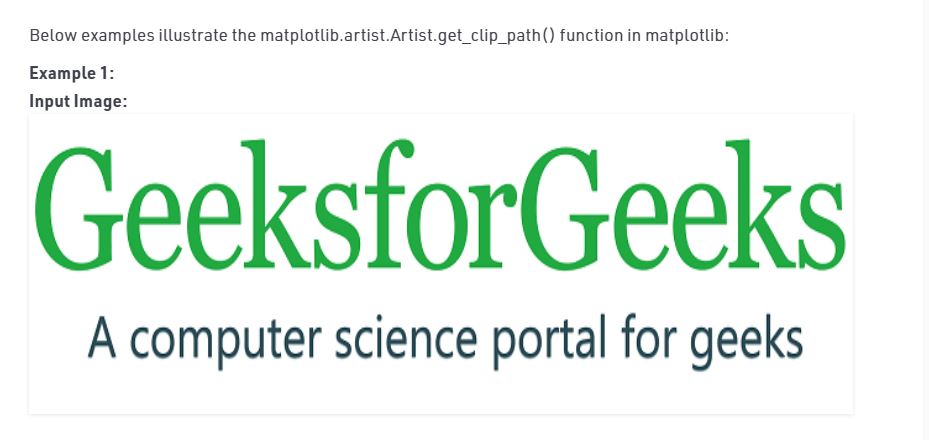 Below examples illustrate the matplotlib.artist.Artist.get_clip_path() function in matplotlib:
Example 1:
Input Image:
GeeksforGeeks
A computer science portal for geeks